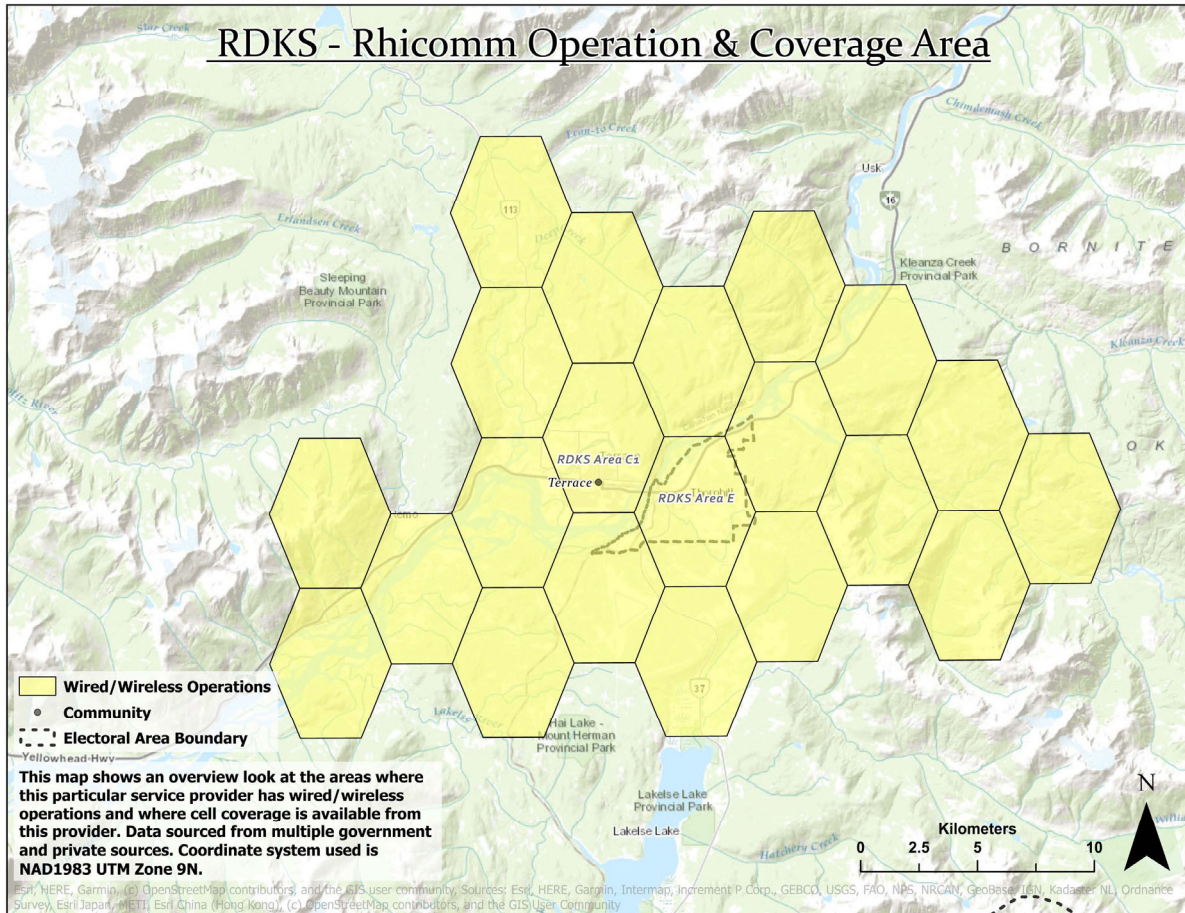 RDKS - Rhicomm Operation & Coverage Area
Star Creek
Chimdemash Creek
Usk
16
113
Erlandsen Creek
BORNITE
Kleanza Creek
Provincial Park
Sleeping
Beauty Mountain
Provincial Park
Kleanza Creek
OK
RDKS Area C1
Terrace
Terrace
Thornhill
RDKS Area E
37
Wired/Wireless Operations
Community
Electoral Area Boundary
Yellowhead-Hwy
Lakelse River
Hai Lake -
Mount Herman
Provincial Park
Lakelse Lake
Provincial Park
Lakelse Lake
Hatchery Creek
This map shows an overview look at the areas where
this particular service provider has wired/wireless
operations and where cell coverage is available from
this provider. Data sourced from multiple government
and private sources. Coordinate system used is
NAD1983 UTM Zone 9N.
Kilometers
0 2.5 5 10
N
Esri, HERE, Garmin, (c) OpenStreetMap contributors, and the GIS user community, Sources: Esri, HERE, Garmin, Intermap, increment P Corp., GEBCO, USGS, FAO, NPS, NRCAN, GeoBase, IGN, Kadaster NL, Ordnance
Survey, Esri Japan, METI, Esri China (Hong Kong), (c) OpenStreetMap contributors, and the GIS User Community